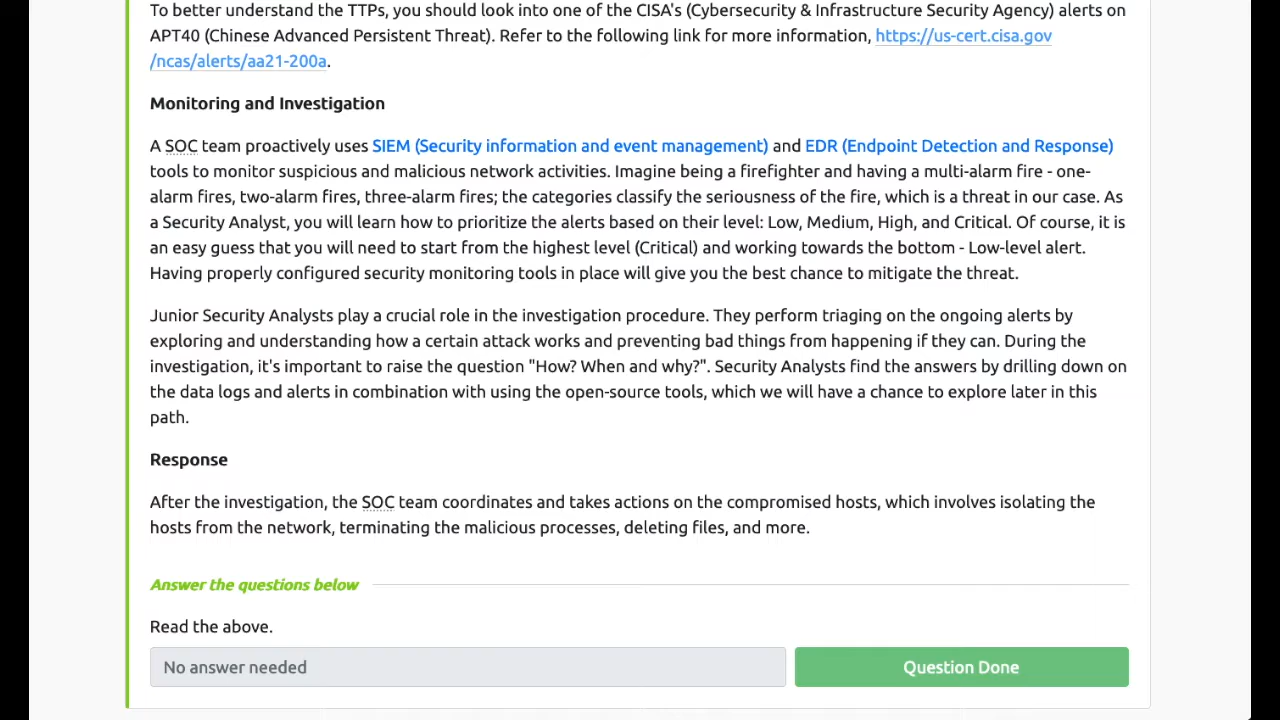 To better understand the TTPs, you should look into one of the CISA's (Cybersecurity & Infrastructure Security Agency) alerts on
APT40 (Chinese Advanced Persistent Threat). Refer to the following link for more information, https://us-cert.cisa.gov
/ncas/alerts/aa21-200a.
Monitoring and Investigation
A SOC team proactively uses SIEM (Security information and event management) and EDR (Endpoint Detection and Response)
tools to monitor suspicious and malicious network activities. Imagine being a firefighter and having a multi-alarm fire - one-
alarm fires, two-alarm fires, three-alarm fires; the categories classify the seriousness of the fire, which is a threat in our case. As
a Security Analyst, you will learn how to prioritize the alerts based on their level: Low, Medium, High, and Critical. Of course, it is
an easy guess that you will need to start from the highest level (Critical) and working towards the bottom - Low-level alert.
Having properly configured security monitoring tools in place will give you the best chance to mitigate the threat.
Junior Security Analysts play a crucial role in the investigation procedure. They perform triaging on the ongoing alerts by
exploring and understanding how a certain attack works and preventing bad things from happening if they can. During the
investigation, it's important to raise the question "How? When and why?". Security Analysts find the answers by drilling down on
the data logs and alerts in combination with using the open-source tools, which we will have a chance to explore later in this
path.
Response
After the investigation, the SOC team coordinates and takes actions on the compromised hosts, which involves isolating the
hosts from the network, terminating the malicious processes, deleting files, and more.
Answer the questions below
Read the above.
No answer needed
Question Done